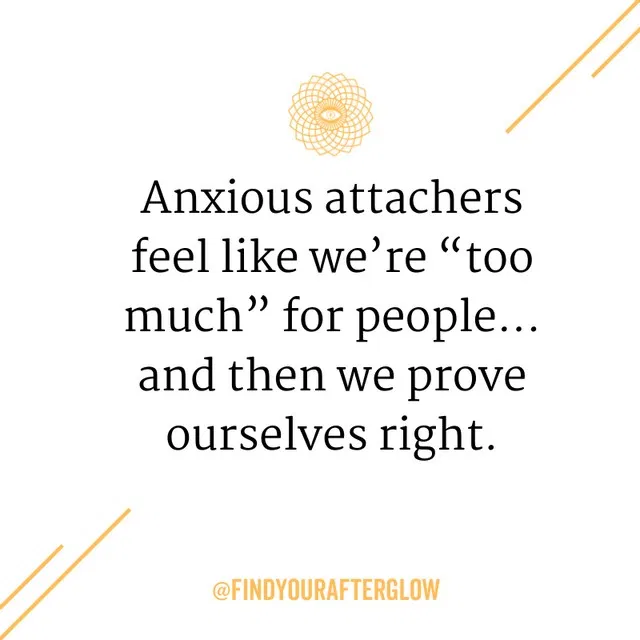 Anxious attachers
feel like we’re “too
much” for people...
and then we prove
ourselves right.
@FINDYOURAFTERGLOW